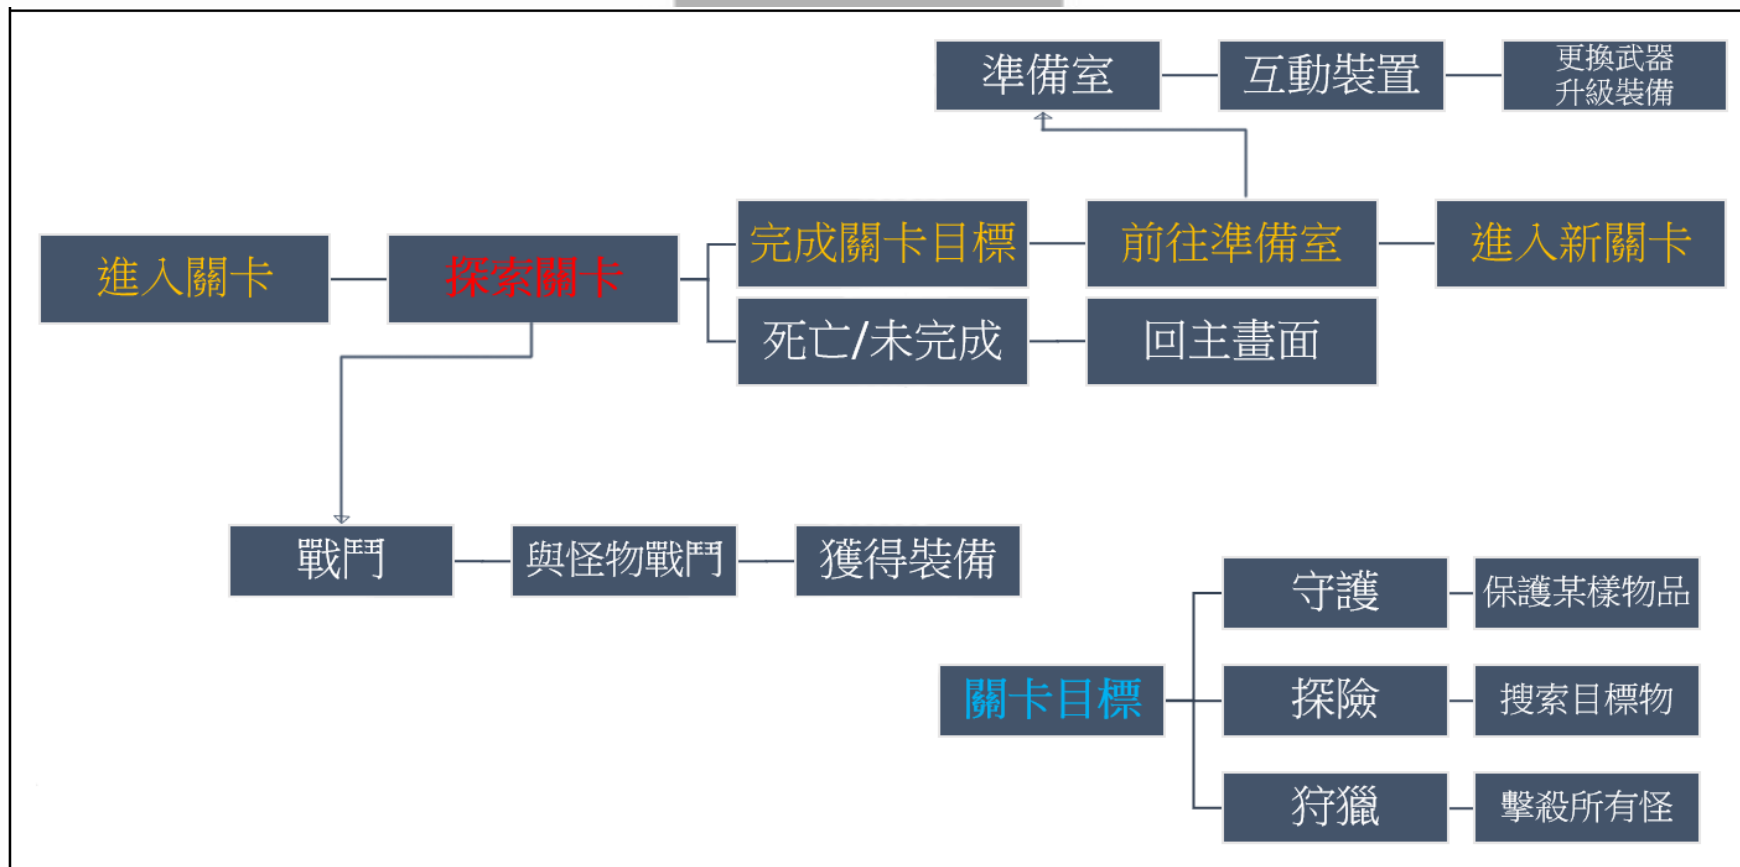 準備室
互動裝置
更換武器
升級裝備
進入關卡
探索關卡
完成關卡目標
前往準備室
進入新關卡
死亡/未完成
回主畫面
戰鬥
與怪物戰鬥
獲得裝備
關卡目標
守護
保護某樣物品
探險
搜索目標物
狩獵
擊殺所有怪